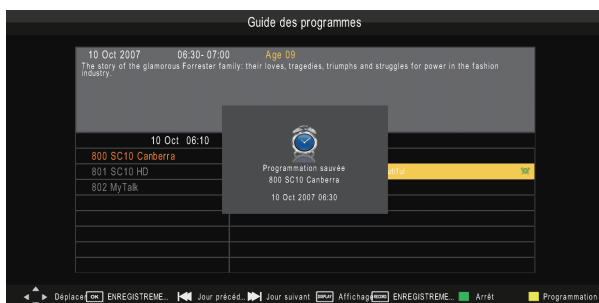 Guide des programmes
10 Oct 2007 06:30- 07:00 Age 09
The story of the glamorous Forrester family: their loves, tragedies, triumphs and struggles for power in the fashion
industry.
10 Oct 06:10
800 SC10 Canberra
801 SC10 HD
utiful
802 MyTalk
Programmation sauvée
800 SC10 Canberra
10 Oct 2007 06:30
Déplacer OK ENREGISTREME... Jour précéd... Jour suivant DISPLAY Affichage RECORD ENREGISTREME... Arrêt Programmation